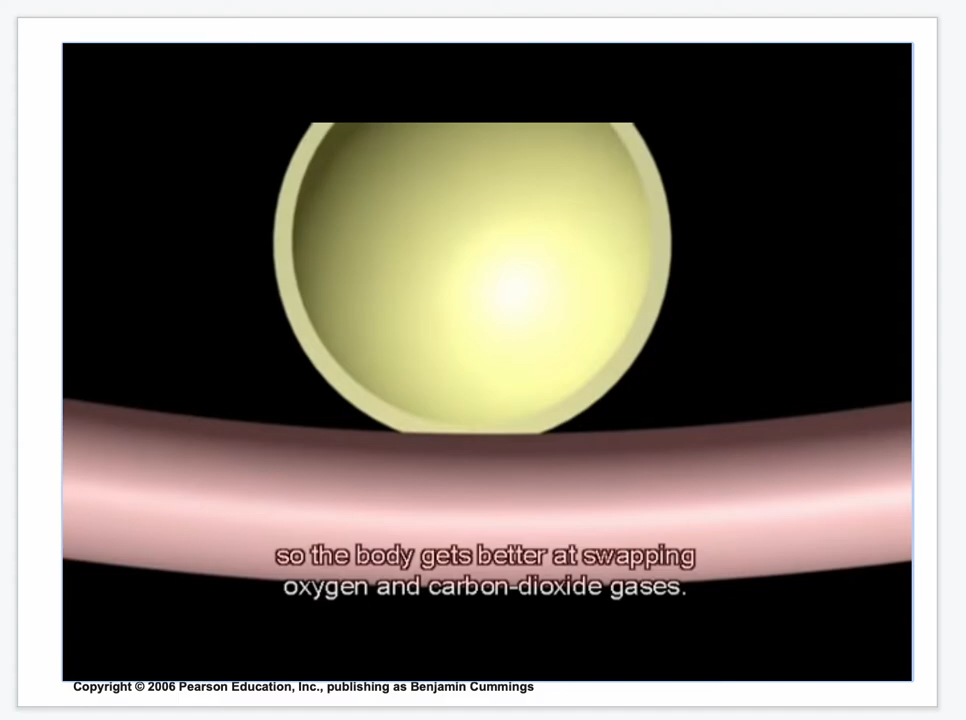 so the body gets better at swapping
oxygen and carbon-dioxide gases.
Copyright © 2006 Pearson Education, Inc., publishing as Benjamin Cummings